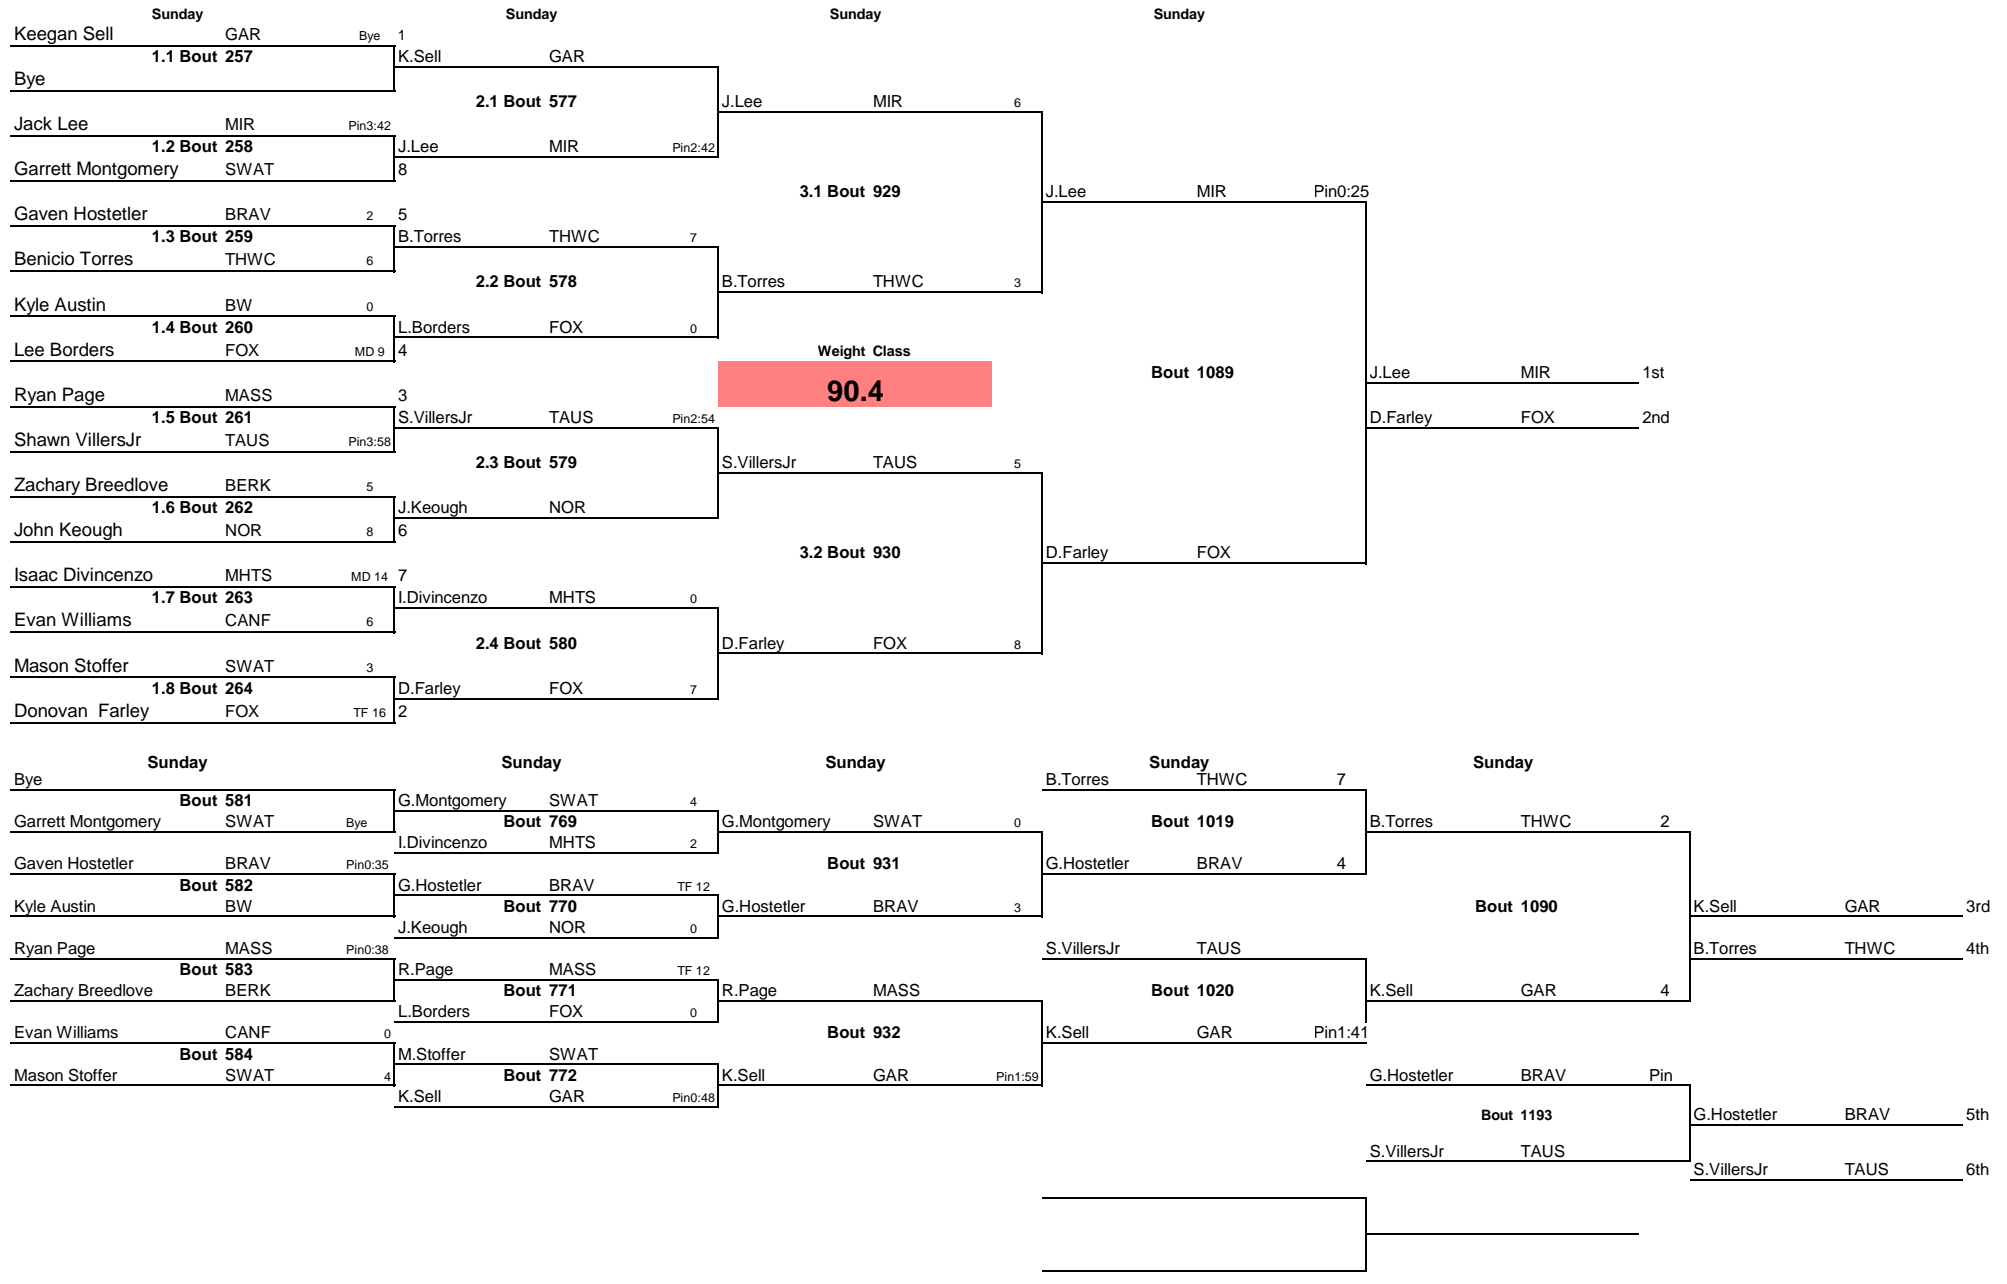 Sunday Sunday Sunday Sunday
Keegan Sell GAR Bye 1
1.1 Bout 257 K.Sell GAR
Bye
2.1 Bout 577 J.Lee MIR 6
Jack Lee MIR Pin3:42
1.2 Bout 258 J.Lee MIR Pin2:42
Garrett Montgomery SWAT 8
3.1 Bout 929 J.Lee MIR Pin0:25
Gaven Hostetler BRAV 2 5
1.3 Bout 259 B.Torres THWC 7
Benicio Torres THWC 6
2.2 Bout 578 B.Torres THWC 3
Kyle Austin BW 0
1.4 Bout 260 L.Borders FOX 0
Lee Borders FOX MD 9 4 Weight Class
Bout 1089 J.Lee MIR 1st
Ryan Page MASS 3 90.4
1.5 Bout 261 S.VillersJr TAUS Pin2:54 D.Farley FOX 2nd
Shawn VillersJr TAUS Pin3:58
2.3 Bout 579 S.VillersJr TAUS 5
Zachary Breedlove BERK 5
1.6 Bout 262 J.Keough NOR
John Keough NOR 8 6
3.2 Bout 930 D.Farley FOX
Isaac Divincenzo MHTS MD 14 7
1.7 Bout 263 I.Divincenzo MHTS 0
Evan Williams CANF 6
2.4 Bout 580 D.Farley FOX 8
Mason Stoffer SWAT 3
1.8 Bout 264 D.Farley FOX 7
Donovan Farley FOX TF 16 2
Sunday Sunday Sunday Sunday Sunday
Bye B.Torres THWC 7
Bout 581 G.Montgomery SWAT 4
Garrett Montgomery SWAT Bye Bout 769 G.Montgomery SWAT 0 Bout 1019 B.Torres THWC 2
I.Divincenzo MHTS 2
Gaven Hostetler BRAV Pin0:35 Bout 931 G.Hostetler BRAV 4
Bout 582 G.Hostetler BRAV TF 12
Kyle Austin BW Bout 770 G.Hostetler BRAV 3 Bout 1090 K.Sell GAR 3rd
J.Keough NOR 0
Ryan Page MASS Pin0:38 S.VillersJr TAUS B.Torres THWC 4th
Bout 583 R.Page MASS TF 12
Zachary Breedlove BERK Bout 771 R.Page MASS Bout 1020 K.Sell GAR 4
L.Borders FOX 0
Evan Williams CANF 0 Bout 932 K.Sell GAR Pin1:41
Bout 584 M.Stoffer SWAT
Mason Stoffer SWAT 4 Bout 772 K.Sell GAR Pin1:59 G.Hostetler BRAV Pin
K.Sell GAR Pin0:48
Bout 1193 G.Hostetler BRAV 5th
S.VillersJr TAUS
S.VillersJr TAUS 6th